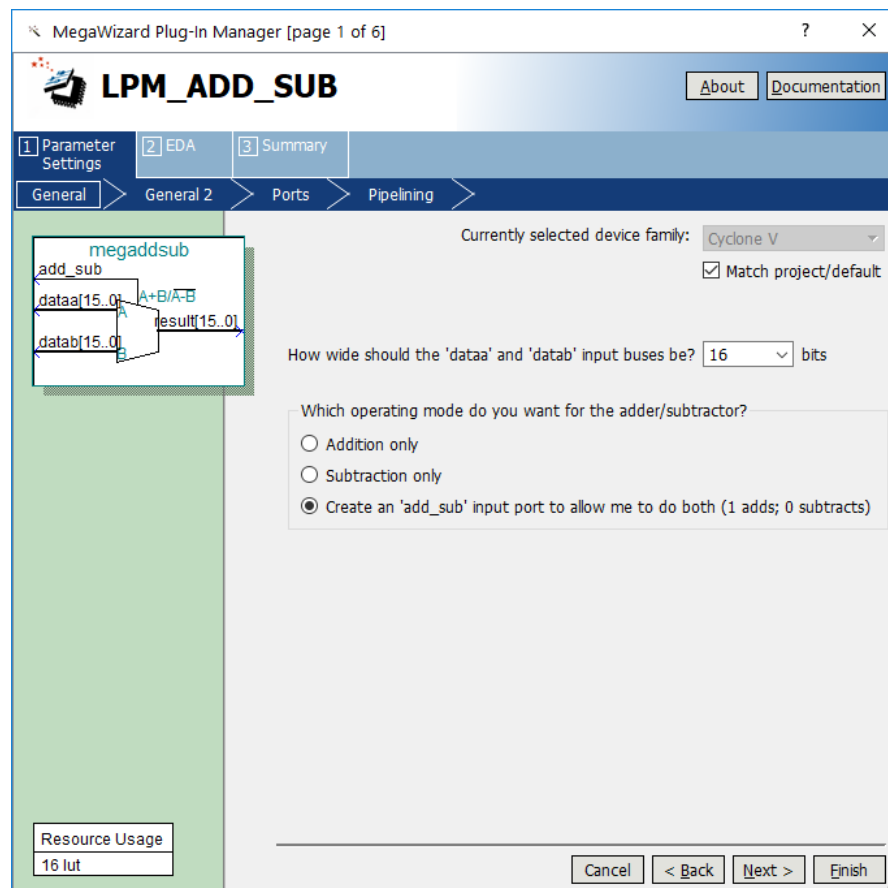 MegaWizard Plug-In Manager [page 1 of 6]
?
LPM_ADD_SUB
About
Documentation
1 Parameter Settings
2 EDA
3 Summary
General
General 2
Ports
Pipelining
megaddsub
add_sub
A+B/A-B
dataa[15..0]
A
result[15..0]
datab[15..0]
B
Currently selected device family: Cyclone V
Match project/default
How wide should the 'dataa' and 'datab' input buses be? 16 bits
Which operating mode do you want for the adder/subtractor?
Addition only
Subtraction only
Create an 'add_sub' input port to allow me to do both (1 adds; 0 subtracts)
Resource Usage
16 lut
Cancel
< Back
Next >
Finish